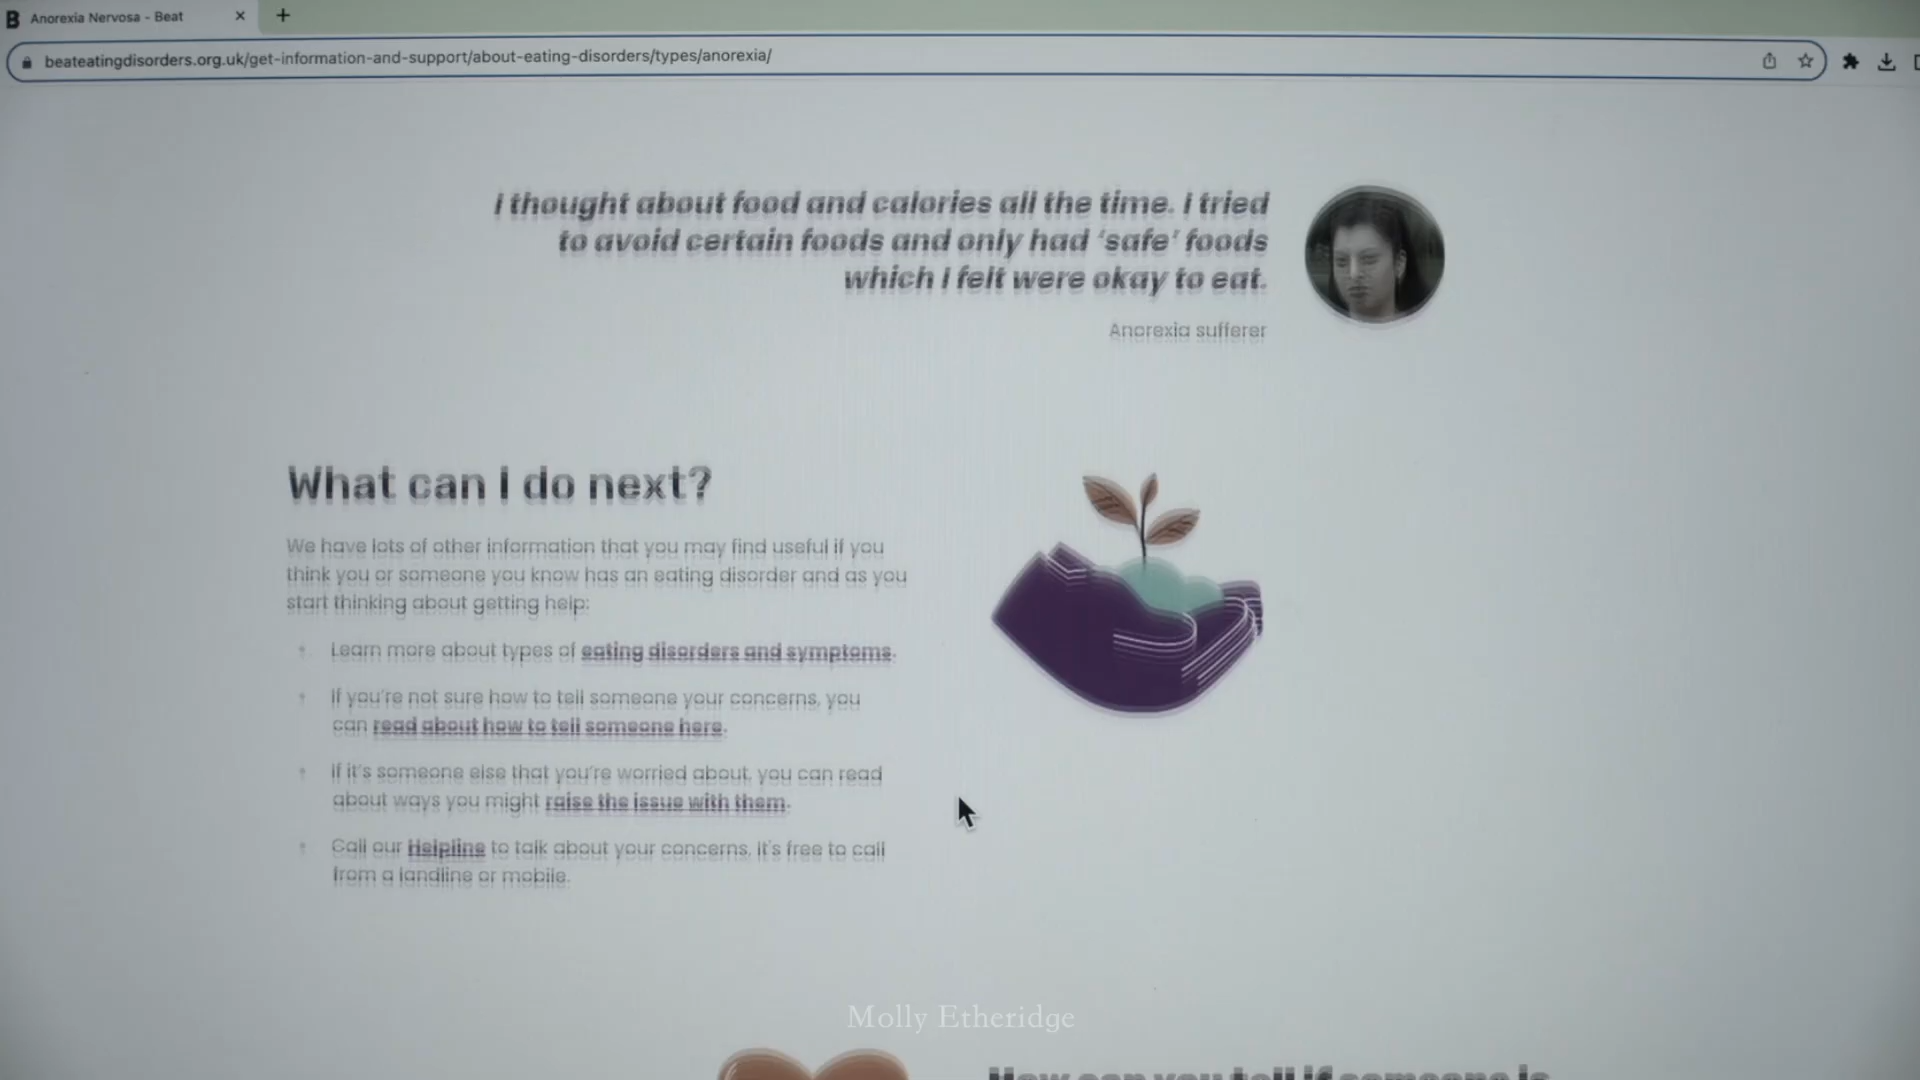 B Anorexia Nervosa - Beat
beateatingdisorders.org.uk/get-information-and-support/about-eating-disorders/types/anorexia/
I thought about food and calories all the time. I tried
to avoid certain foods and only had ‘safe’ foods
which I felt were okay to eat.
Anorexia sufferer
What can I do next?
We have lots of other information that you may find useful if you
think you or someone you know has an eating disorder and as you
start thinking about getting help:
Learn more about types of eating disorders and symptoms.
If you're not sure how to tell someone your concerns, you
can read about how to tell someone here.
If it's someone else that you're worried about, you can read
about ways you might raise the issue with them.
Call our Helpline to talk about your concerns, it's free to call
from a landline or mobile.
Molly Etheridge
How can you tell if someone is